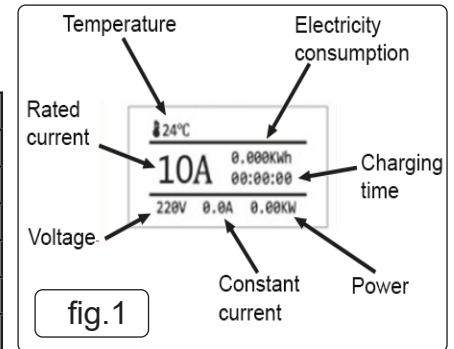 Temperature
Electricity
consumption
Rated
current
24°C
10A
0.000KWh
00:00:00
Charging
time
220V 0.0A 0.00KW
Voltage
Constant
current
Power
fig.1